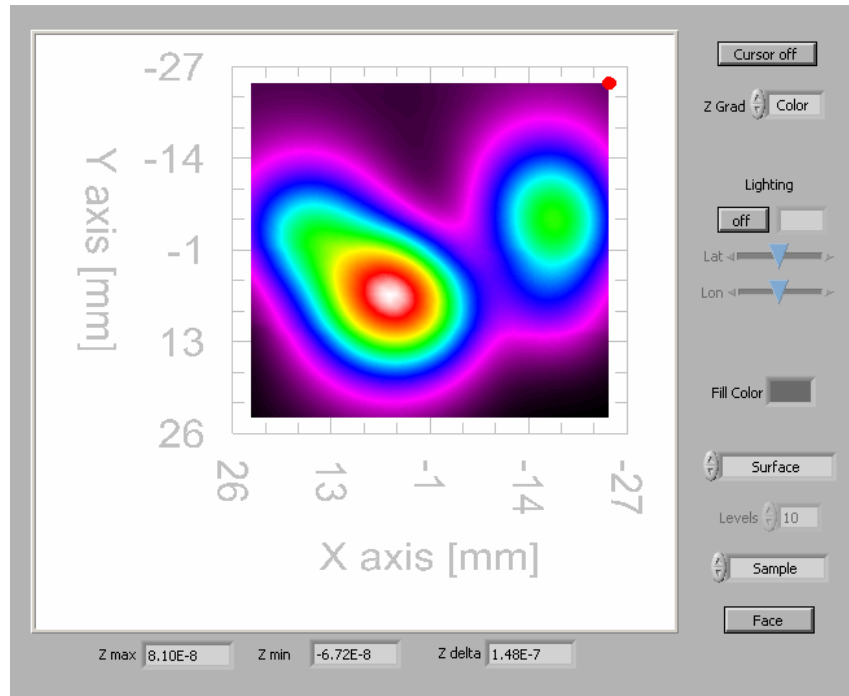 Cursor off
Z Grad Color
Lighting
off
Lat
Lon
Fill Color
Surface
Levels 10
Sample
Face
-27
-14
-1
13
26
Y axis [mm]
26
13
-1
-14
-27
X axis [mm]
Z max 8.10E-8 Z min -6.72E-8 Z delta 1.48E-7